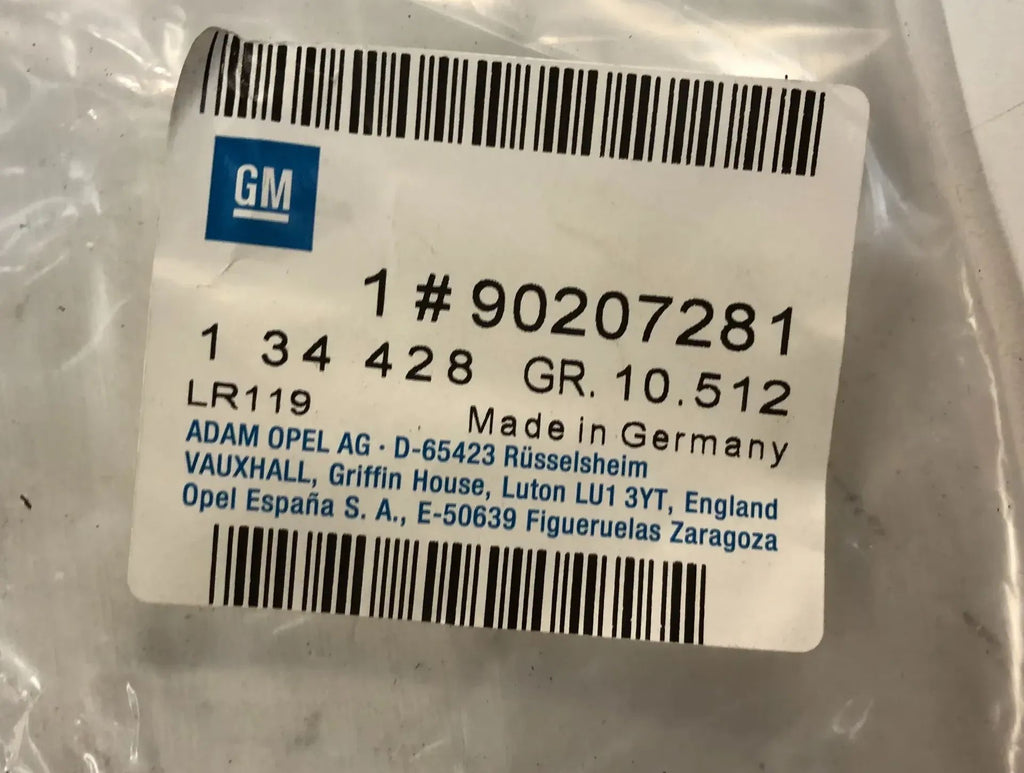 GM
1 # 90207281
1 34 428 GR. 10.512
LR119
Made in Germany
ADAM OPEL AG · D-65423 Rüsselsheim
VAUXHALL, Griffin House, Luton LU1 3YT, England
Opel España S. A., E-50639 Figueruelas Zaragoza